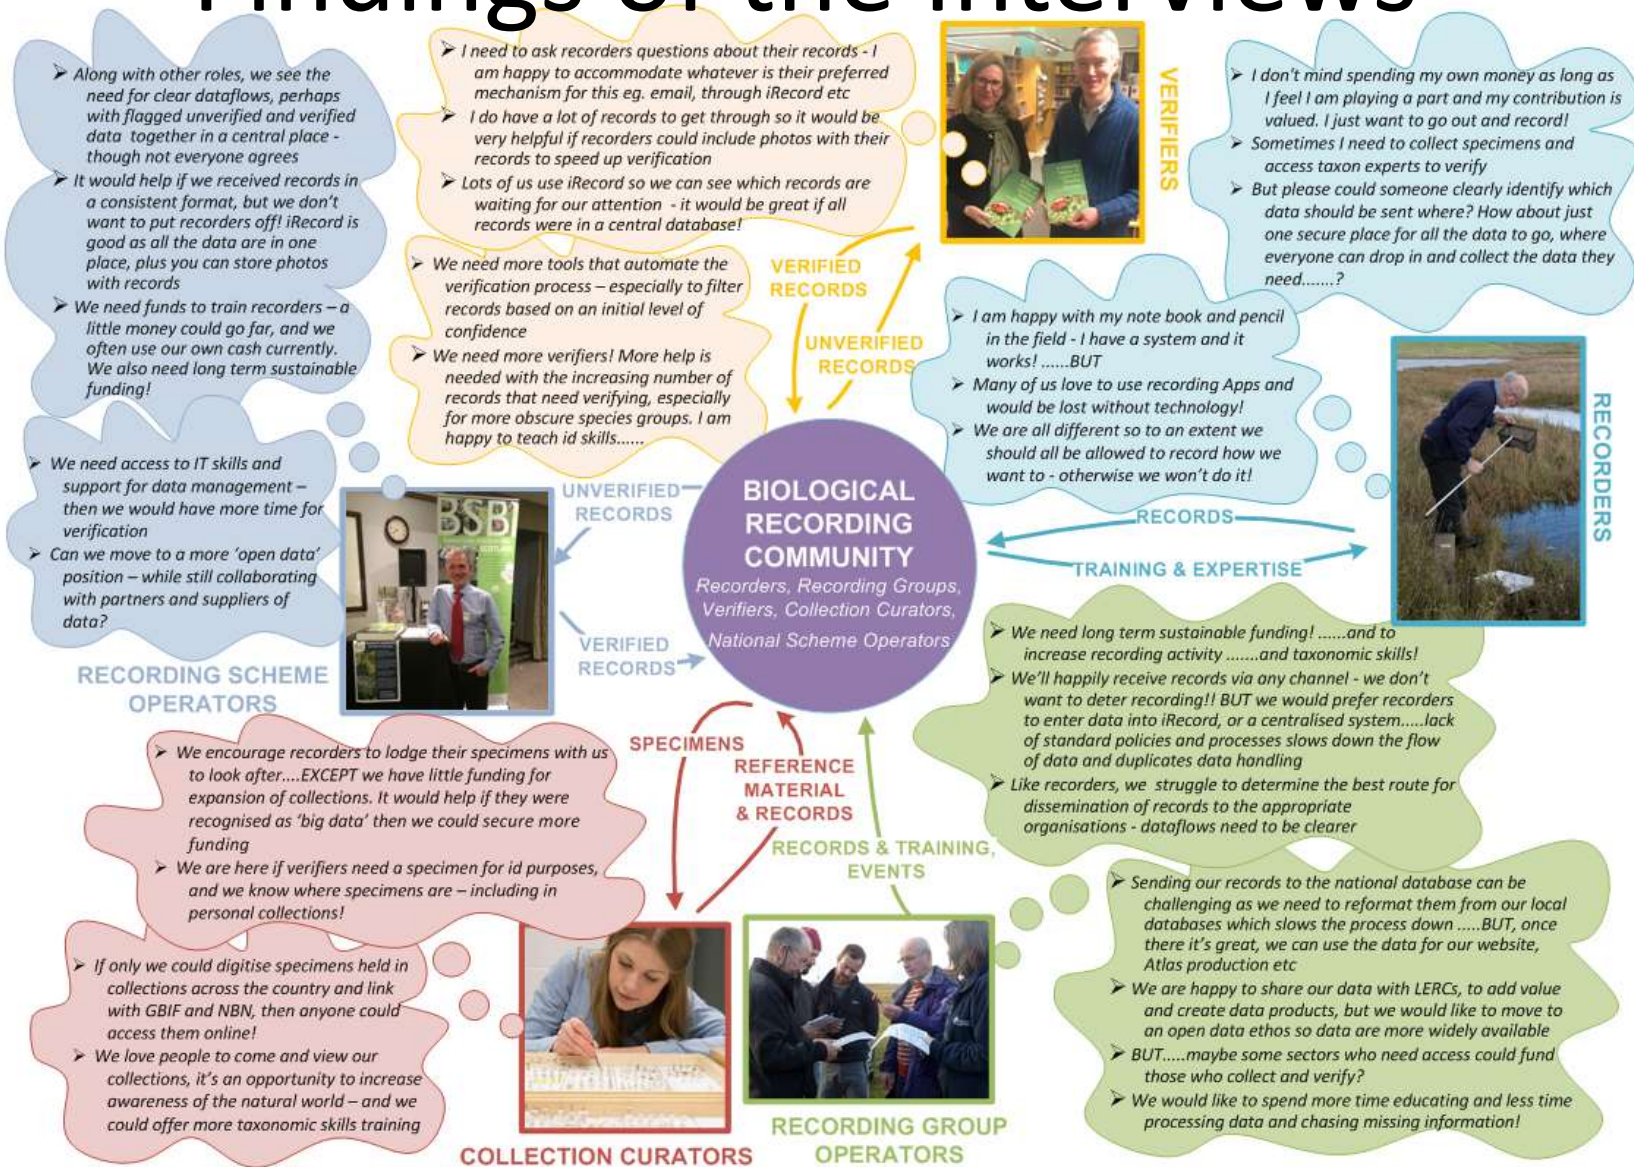 Findings of the Interviews
➢ Along with other roles, we see the
need for clear dataflows, perhaps
with flagged unverified and verified
data together in a central place -
though not everyone agrees
➢ It would help if we received records in
a consistent format, but we don't
want to put recorders off! iRecord is
good as all the data are in one
place, plus you can store photos
with records
➢ We need funds to train recorders – a
little money could go far, and we
often use our own cash currently.
We also need long term sustainable
funding!
➢ We need access to IT skills and
support for data management –
then we would have more time for
verification
➢ Can we move to a more 'open data'
position – while still collaborating
with partners and suppliers of
data?
RECORDING SCHEME
OPERATORS
BSB
UNVERIFIED
RECORDS
VERIFIED
RECORDS
➢ I need to ask recorders questions about their records - I
am happy to accommodate whatever is their preferred
mechanism for this eg. email, through iRecord etc
➢ I do have a lot of records to get through so it would be
very helpful if recorders could include photos with their
records to speed up verification
➢ Lots of us use iRecord so we can see which records are
waiting for our attention - it would be great if all
records were in a central database!
➢ We need more tools that automate the
verification process – especially to filter
records based on an initial level of
confidence
➢ We need more verifiers! More help is
needed with the increasing number of
records that need verifying, especially
for more obscure species groups. I am
happy to teach id skills......
VERIFIERS
VERIFIED
RECORDS
UNVERIFIED
RECORDS
➢ I don't mind spending my own money as long as
I feel I am playing a part and my contribution is
valued. I just want to go out and record!
➢ Sometimes I need to collect specimens and
access taxon experts to verify
➢ But please could someone clearly identify which
data should be sent where? How about just
one secure place for all the data to go, where
everyone can drop in and collect the data they
need.......?
➢ I am happy with my note book and pencil
in the field - I have a system and it
works! ......BUT
➢ Many of us love to use recording Apps and
would be lost without technology!
➢ We are all different so to an extent we
should all be allowed to record how we
want to - otherwise we won't do it!
RECORDERS
RECORDS
TRAINING & EXPERTISE
BIOLOGICAL
RECORDING
COMMUNITY
Recorders, Recording Groups,
Verifiers, Collection Curators,
National Scheme Operators
➢ We need long term sustainable funding! ......and to
increase recording activity .......and taxonomic skills!
➢ We'll happily receive records via any channel - we don't
want to deter recording!! BUT we would prefer recorders
to enter data into iRecord, or a centralised system.....lack
of standard policies and processes slows down the flow
of data and duplicates data handling
➢ Like recorders, we struggle to determine the best route for
dissemination of records to the appropriate
organisations - dataflows need to be clearer
➢ Sending our records to the national database can be
challenging as we need to reformat them from our local
databases which slows the process down .....BUT, once
there it's great, we can use the data for our website,
Atlas production etc
➢ We are happy to share our data with LERCs, to add value
and create data products, but we would like to move to
an open data ethos so data are more widely available
➢ BUT.....maybe some sectors who need access could fund
those who collect and verify?
➢ We would like to spend more time educating and less time
processing data and chasing missing information!
RECORDS & TRAINING,
EVENTS
RECORDING GROUP
OPERATORS
➢ We encourage recorders to lodge their specimens with us
to look after....EXCEPT we have little funding for
expansion of collections. It would help if they were
recognised as 'big data' then we could secure more
funding
➢ We are here if verifiers need a specimen for id purposes,
and we know where specimens are – including in
personal collections!
➢ If only we could digitise specimens held in
collections across the country and link
with GBIF and NBN, then anyone could
access them online!
➢ We love people to come and view our
collections, it's an opportunity to increase
awareness of the natural world – and we
could offer more taxonomic skills training
SPECIMENS
REFERENCE
MATERIAL
& RECORDS
COLLECTION CURATORS